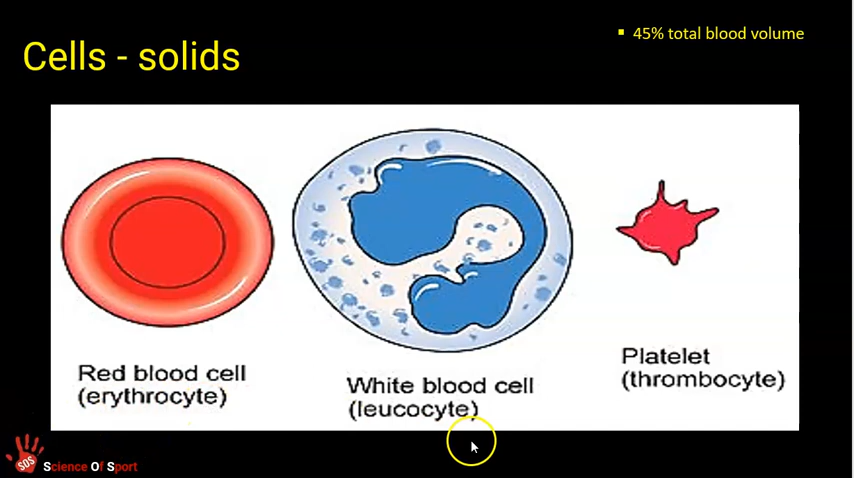 Cells - solids
▪ 45% total blood volume
Red blood cell
(erythrocyte)
White blood cell
(leucocyte)
Platelet
(thrombocyte)
SOS
Science Of Sport